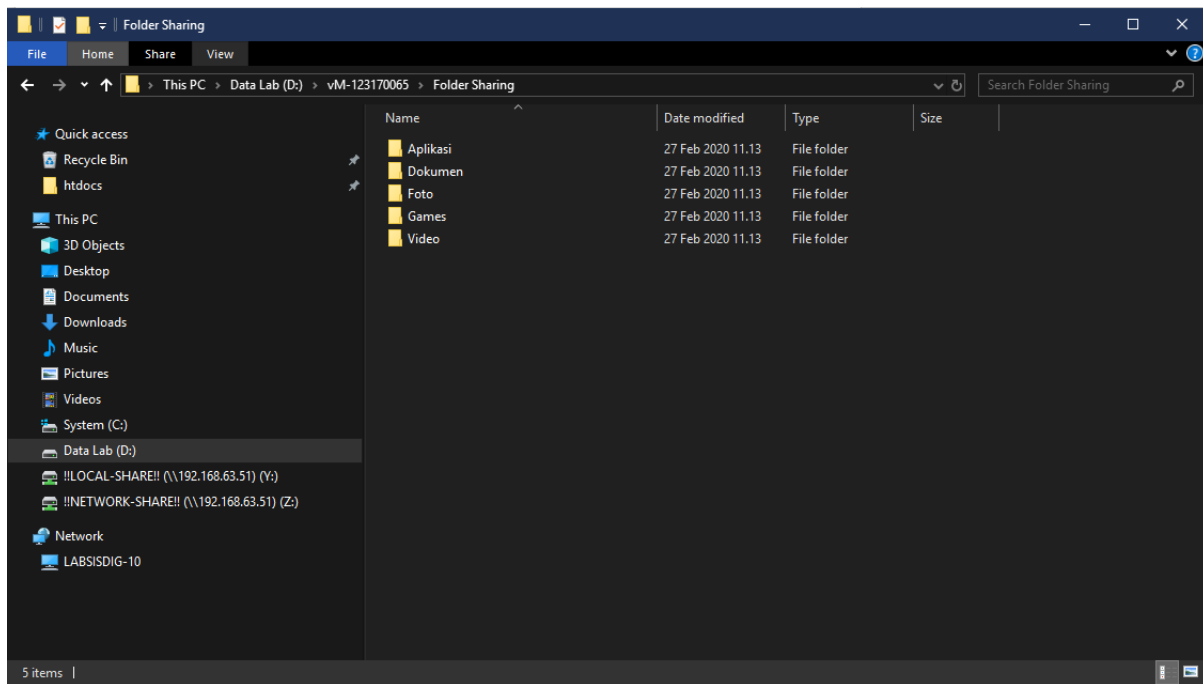 Folder Sharing
File Home Share View
This PC Data Lab (D:) vM-123170065 Folder Sharing Search Folder Sharing
Name Date modified Type Size
Quick access
Recycle Bin
htdocs
This PC
3D Objects
Desktop
Documents
Downloads
Music
Pictures
Videos
System (C:)
Data Lab (D:)
!!LOCAL-SHARE!! (\\192.168.63.51) (Y:)
!!NETWORK-SHARE!! (\\192.168.63.51) (Z:)
Network
LABSISDIG-10
Aplikasi 27 Feb 2020 11.13 File folder
Dokumen 27 Feb 2020 11.13 File folder
Foto 27 Feb 2020 11.13 File folder
Games 27 Feb 2020 11.13 File folder
Video 27 Feb 2020 11.13 File folder
5 items